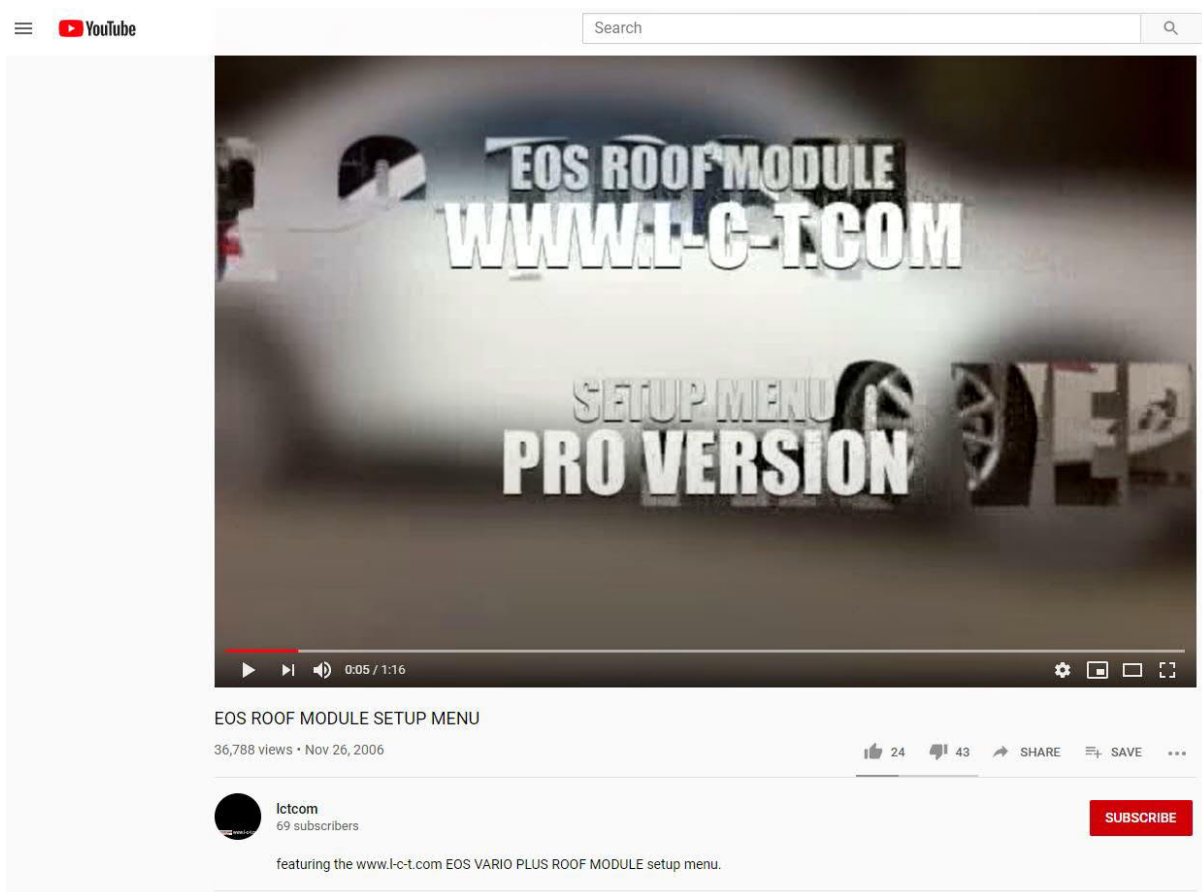 YouTube
Search
EOS ROOF MODULE
WWW.L-C-T.COM
SETUP MENU
PRO VERSION
0:05 / 1:16
EOS ROOF MODULE SETUP MENU
36,788 views • Nov 26, 2006
24 43 SHARE SAVE
lctcom
69 subscribers
SUBSCRIBE
featuring the www.l-c-t.com EOS VARIO PLUS ROOF MODULE setup menu.